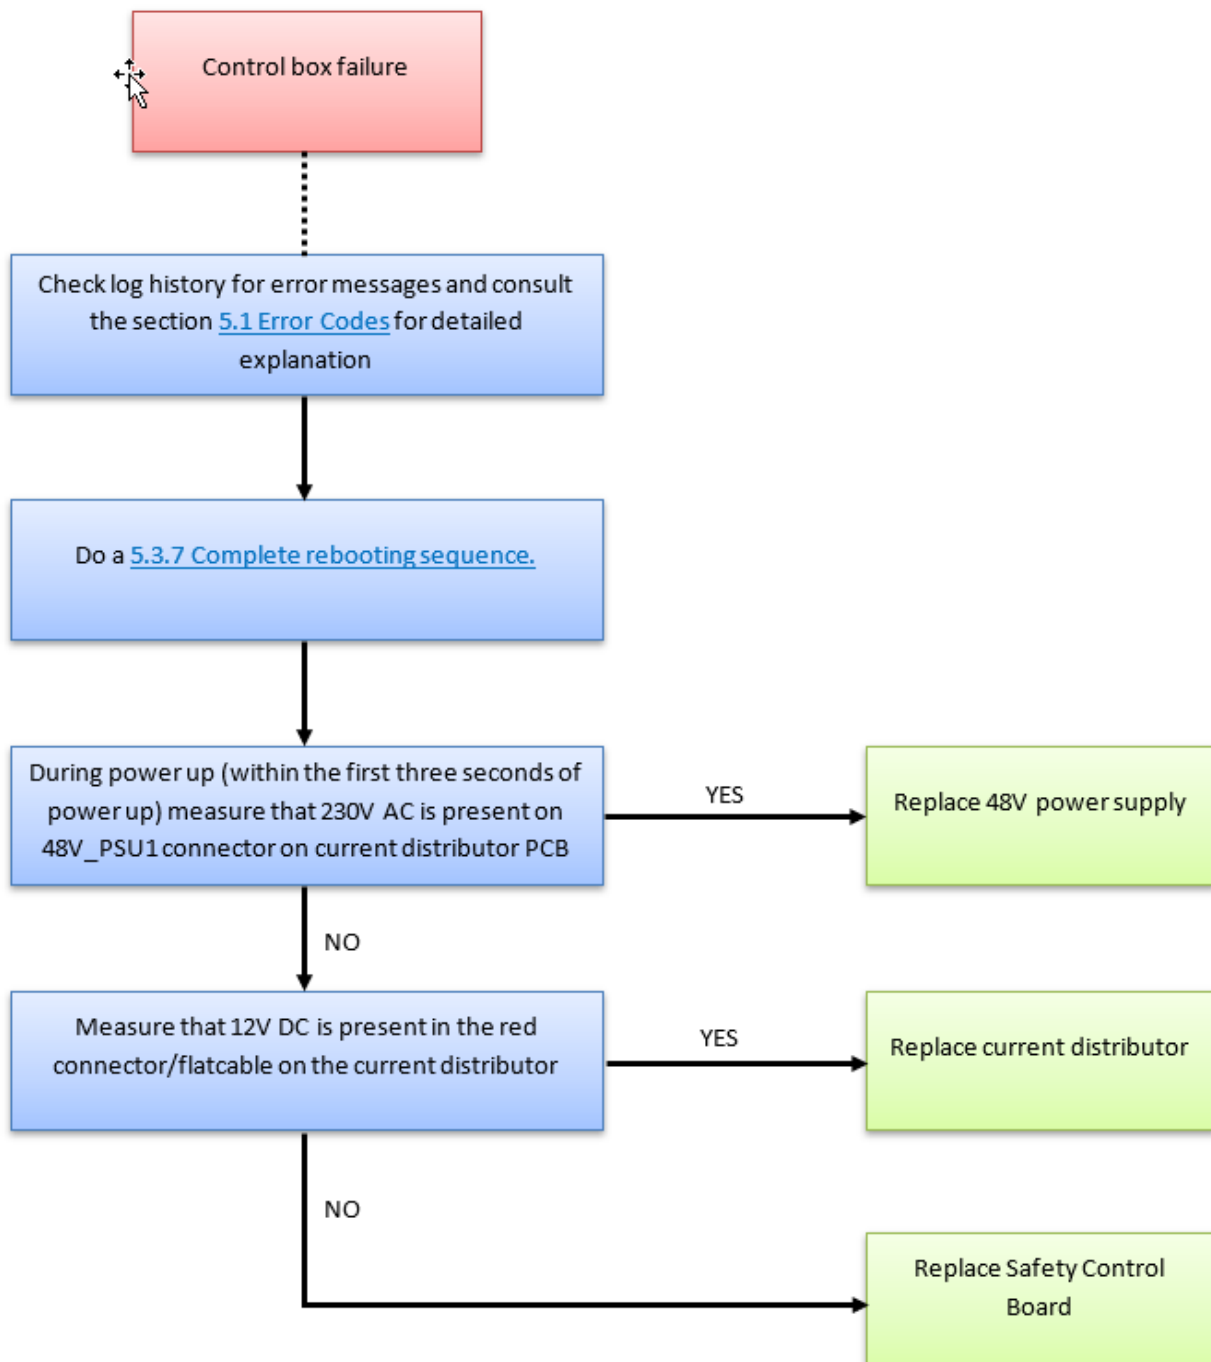 Control box failure
Check log history for error messages and consult
the section 5.1 Error Codes for detailed
explanation
Do a 5.3.7 Complete rebooting sequence.
During power up (within the first three seconds of
power up) measure that 230V AC is present on
48V_PSU1 connector on current distributor PCB
YES
Replace 48V power supply
NO
Measure that 12V DC is present in the red
connector/flatcable on the current distributor
YES
Replace current distributor
NO
Replace Safety Control
Board